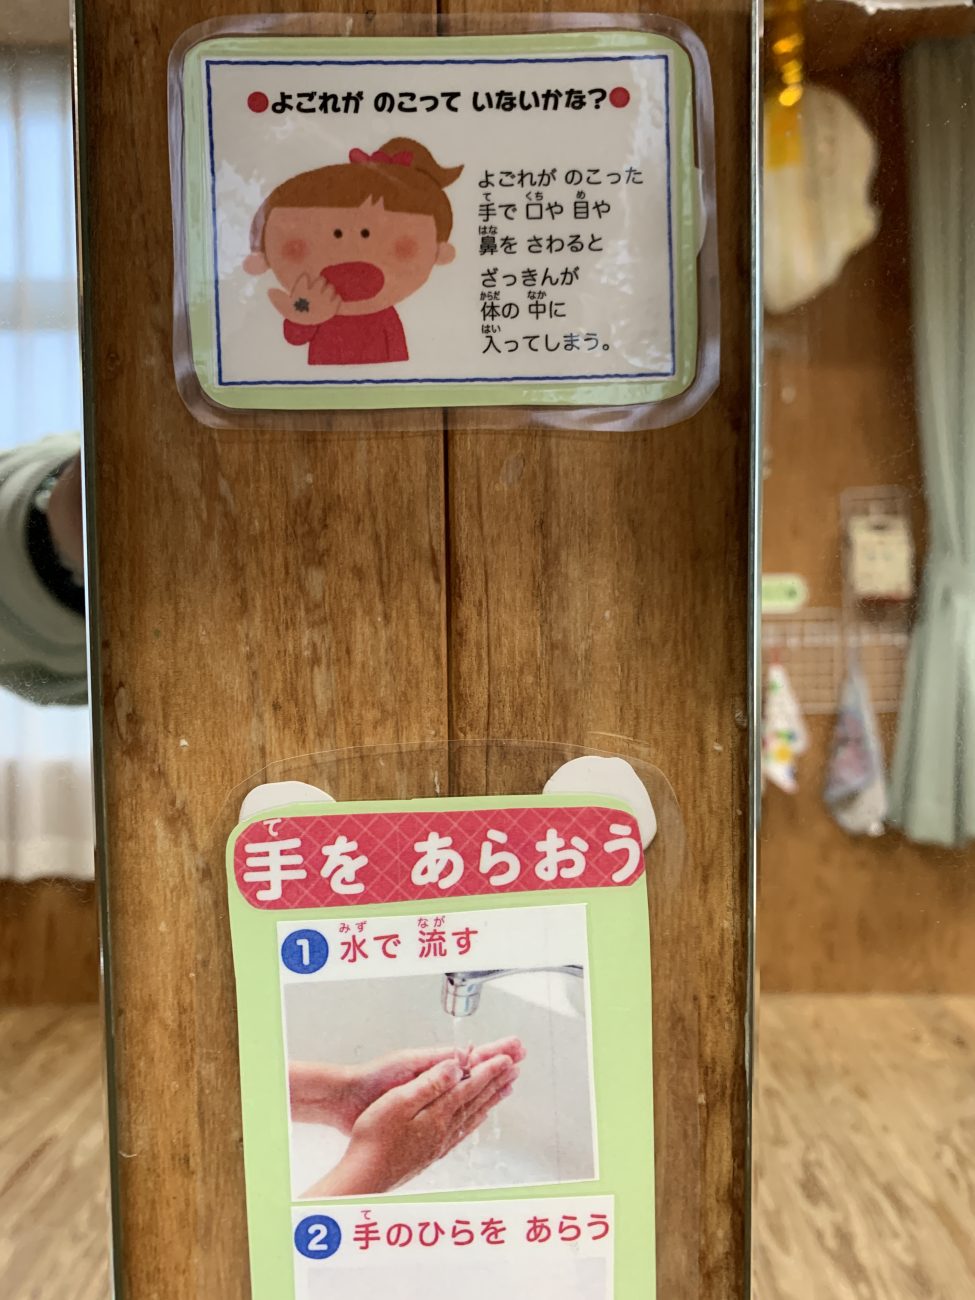 ●よごれが のこって いないかな?●
よごれが のこった
手で 口や 目や
鼻を さわると
ざっきんが
体の 中に
入ってしまう。
手を あらおう
1 水で 流す
2 手のひらを あらう